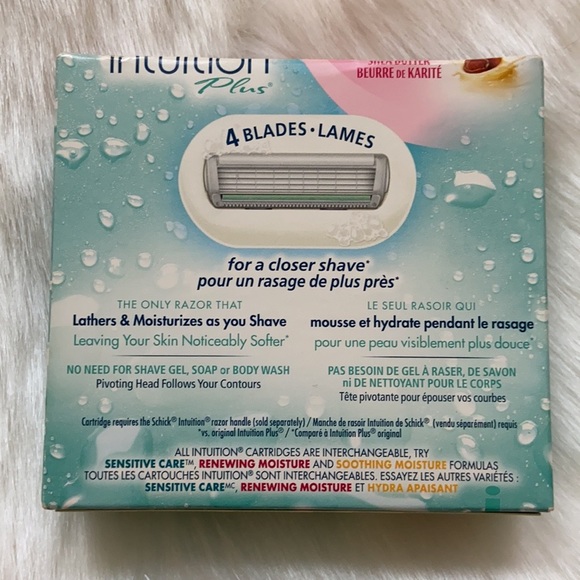 intuition
Plus®
SHEA BUTTER
BEURRE DE KARITÉ
4 BLADES • LAMES
for a closer shave*
pour un rasage de plus près*
THE ONLY RAZOR THAT
Lathers & Moisturizes as you Shave
Leaving Your Skin Noticeably Softer*
NO NEED FOR SHAVE GEL, SOAP or BODY WASH
Pivoting Head Follows Your Contours
LE SEUL RASOIR QUI
mousse et hydrate pendant le rasage
pour une peau visiblement plus douce*
PAS BESOIN DE GEL À RASER, DE SAVON
ni DE NETTOYANT POUR LE CORPS
Tête pivotante pour épouser vos courbes
Cartridge requires the Schick® Intuition® razor handle (sold separately) / Manche de rasoir Intuition de Schick® (vendu séparément) requis
*vs. original Intuition Plus® / *Comparé à Intuition Plus® original
ALL INTUITION® CARTRIDGES ARE INTERCHANGEABLE, TRY
SENSITIVE CARE™, RENEWING MOISTURE AND SOOTHING MOISTURE FORMULAS
TOUTES LES CARTOUCHES INTUITION® SONT INTERCHANGEABLES. ESSAYEZ LES AUTRES VARIÉTÉS :
SENSITIVE CARE MC, RENEWING MOISTURE ET HYDRA APAISANT